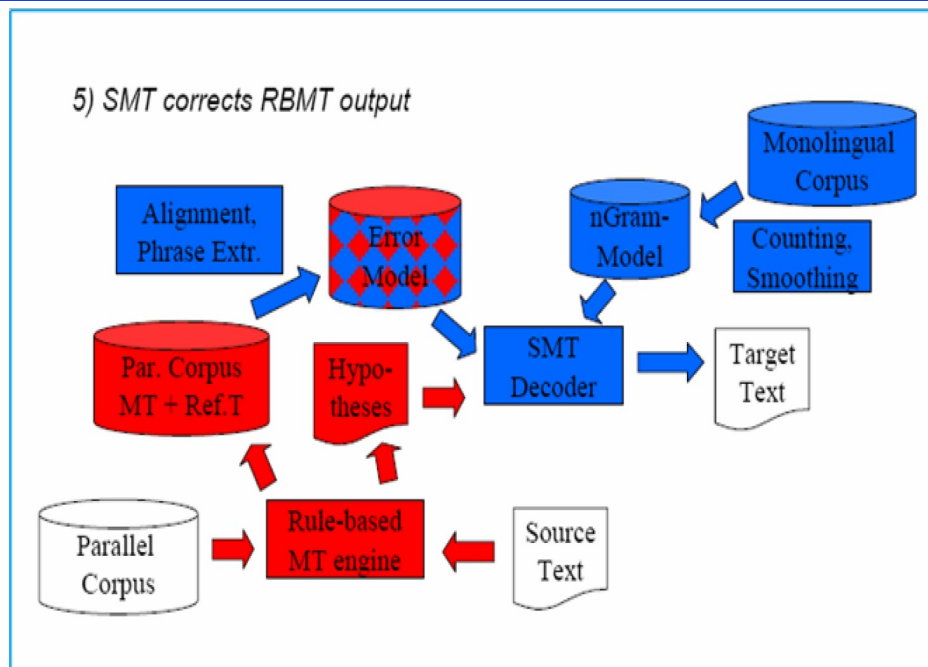 5) SMT corrects RBMT output
Monolingual
Corpus
Alignment,
Phrase Extr.
Error
Model
nGram-
Model
Counting,
Smoothing
Par. Corpus
MT + Ref.T
Hypo-
theses
SMT
Decoder
Target
Text
Parallel
Corpus
Rule-based
MT engine
Source
Text